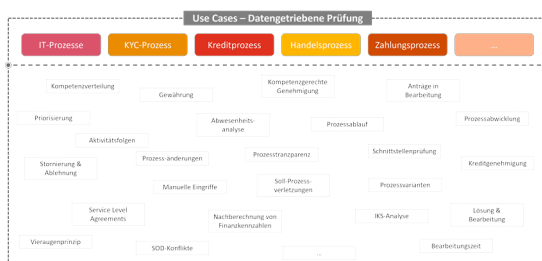 Use Cases – Datengetriebene Prüfung
IT-Prozesse
KYC-Prozess
Kreditprozess
Handelsprozess
Zahlungsprozess
...
Kompetenzverteilung
Gewährung
Kompetenzgerechte
Genehmigung
Anträge in
Bearbeitung
Priorisierung
Abwesenheits-
analyse
Prozessablauf
Prozessabwicklung
Aktivitätsfolgen
Prozess-änderungen
Prozesstranzparenz
Schnittstellenprüfung
Stornierung &
Ablehnung
Kreditgenehmigung
Manuelle Eingriffe
Soll-Prozess-
verletzungen
Prozessvarianten
Service Level
Agreements
Nachberechnung von
Finanzkennzahlen
IKS-Analyse
Lösung &
Bearbeitung
Vieraugenprinzip
SOD-Konflikte
...
Bearbeitungszeit